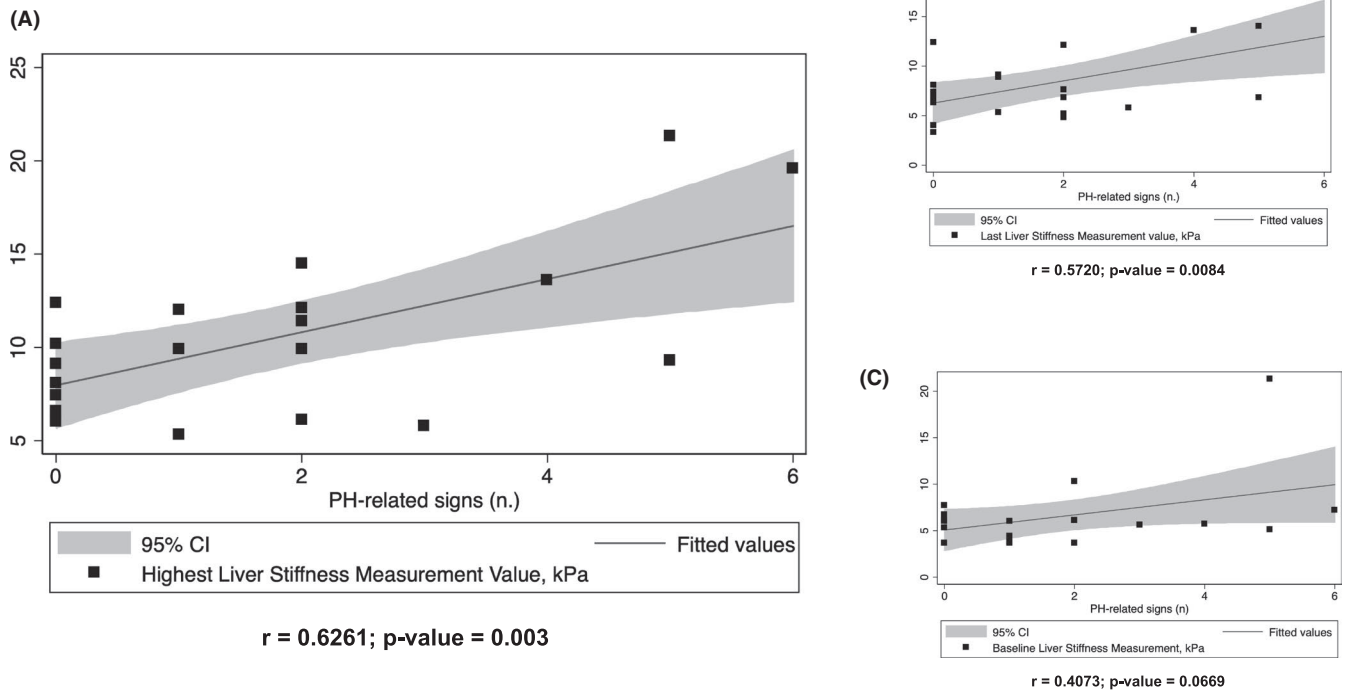 (A)
25
20
15
10
5
0
2
4
6
PH-related signs (n.)
95% CI
Fitted values
Highest Liver Stiffness Measurement Value, kPa
r = 0.6261; p-value = 0.003
15
10
5
0
0
2
4
6
PH-related signs (n.)
95% CI
Fitted values
Last Liver Stiffness Measurement value, kPa
r = 0.5720; p-value = 0.0084
(C)
20
15
10
5
0
0
2
4
6
PH-related signs (n)
95% CI
Fitted values
Baseline Liver Stiffness Measurement, kPa
r = 0.4073; p-value = 0.0669